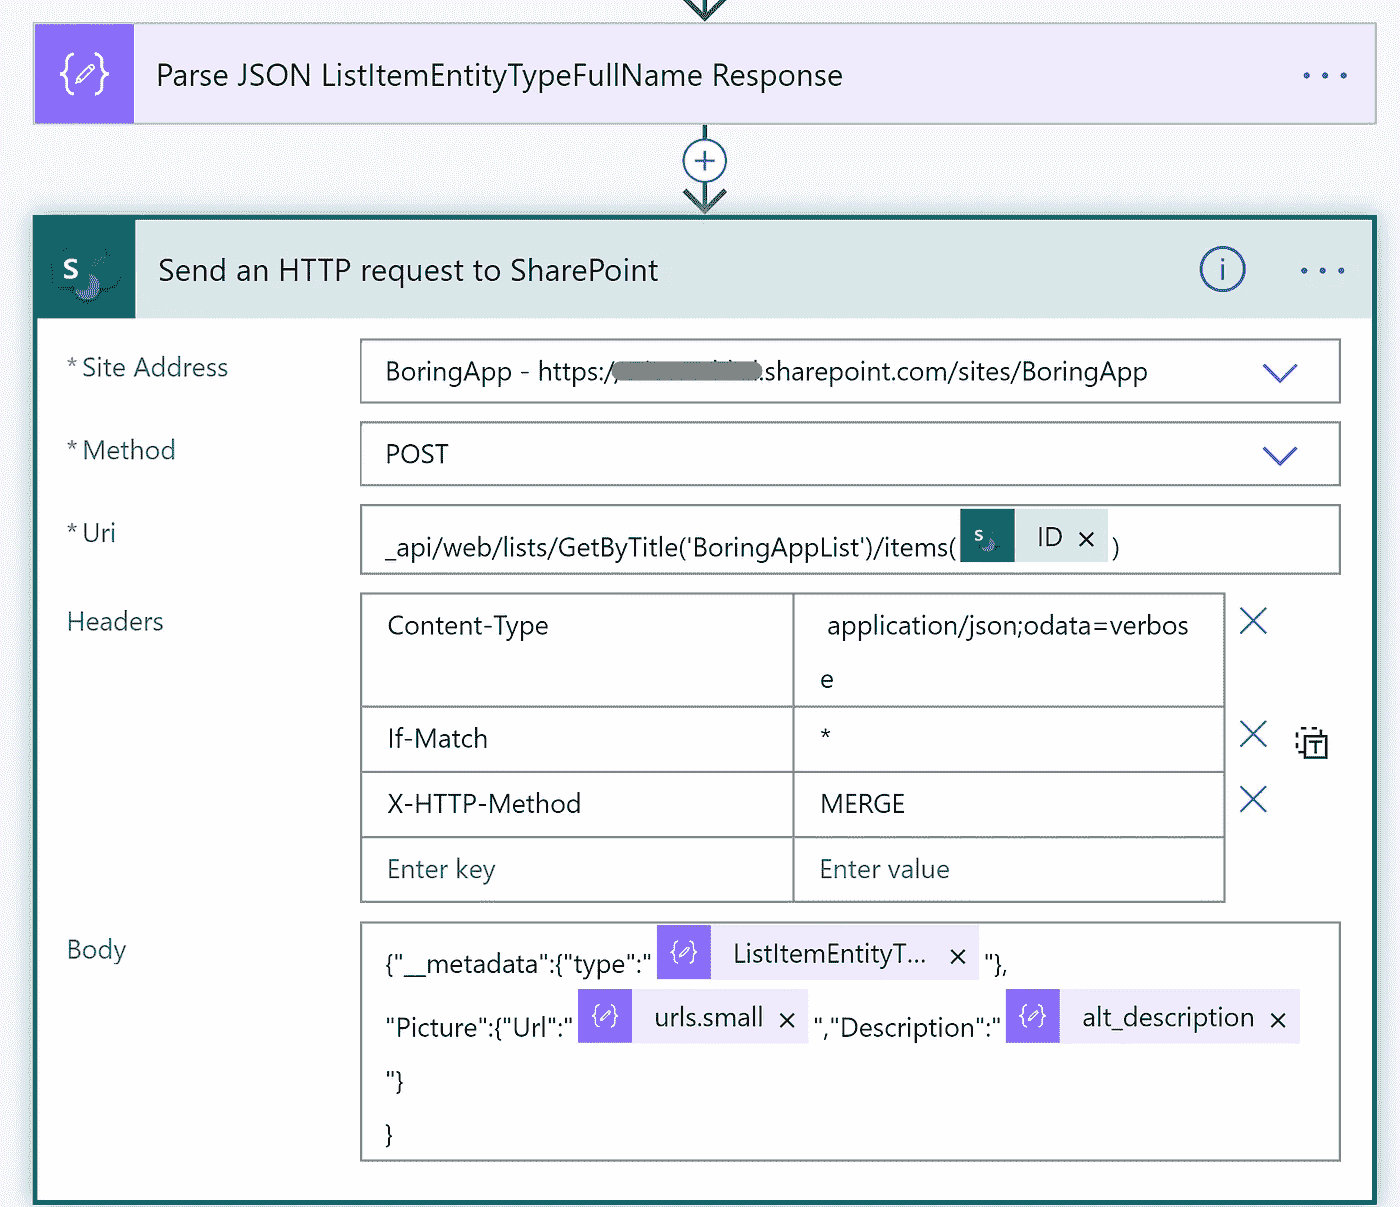 Parse JSON ListItemEntityTypeFullName Response
S
Send an HTTP request to SharePoint
* Site Address
BoringApp - https:/ .sharepoint.com/sites/BoringApp
* Method
POST
* Uri
_api/web/lists/GetByTitle('BoringAppList')/items( S ID × )
Headers
Content-Type
application/json;odata=verbos
e
If-Match
*
X-HTTP-Method
MERGE
Enter key
Enter value
Body
{"__metadata":{"type":" ListItemEntityT... × "},
"Picture":{"Url":" urls.small × ","Description":" alt_description ×
"}
}